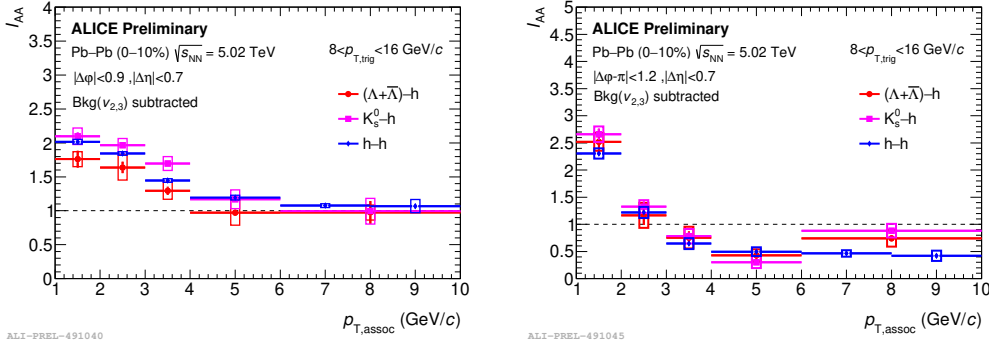 I_AA
ALICE Preliminary
Pb–Pb (0–10%) √s_NN = 5.02 TeV
8<p_T,trig<16 GeV/c
|Δφ|<0.9 ,|Δη|<0.7
Bkg(v_2,3) subtracted
(Λ+Λ̅)–h
K_s^0–h
h–h
4
3.5
3
2.5
2
1.5
1
0.5
0
1 2 3 4 5 6 7 8 9 10
p_T,assoc (GeV/c)
ALI-PREL-491040
I_AA
ALICE Preliminary
Pb–Pb (0–10%) √s_NN = 5.02 TeV
8<p_T,trig<16 GeV/c
|Δφ-π|<1.2 ,|Δη|<0.7
Bkg(v_2,3) subtracted
(Λ+Λ̅)–h
K_s^0–h
h–h
5
4.5
4
3.5
3
2.5
2
1.5
1
0.5
0
1 2 3 4 5 6 7 8 9 10
p_T,assoc (GeV/c)
ALI-PREL-491045